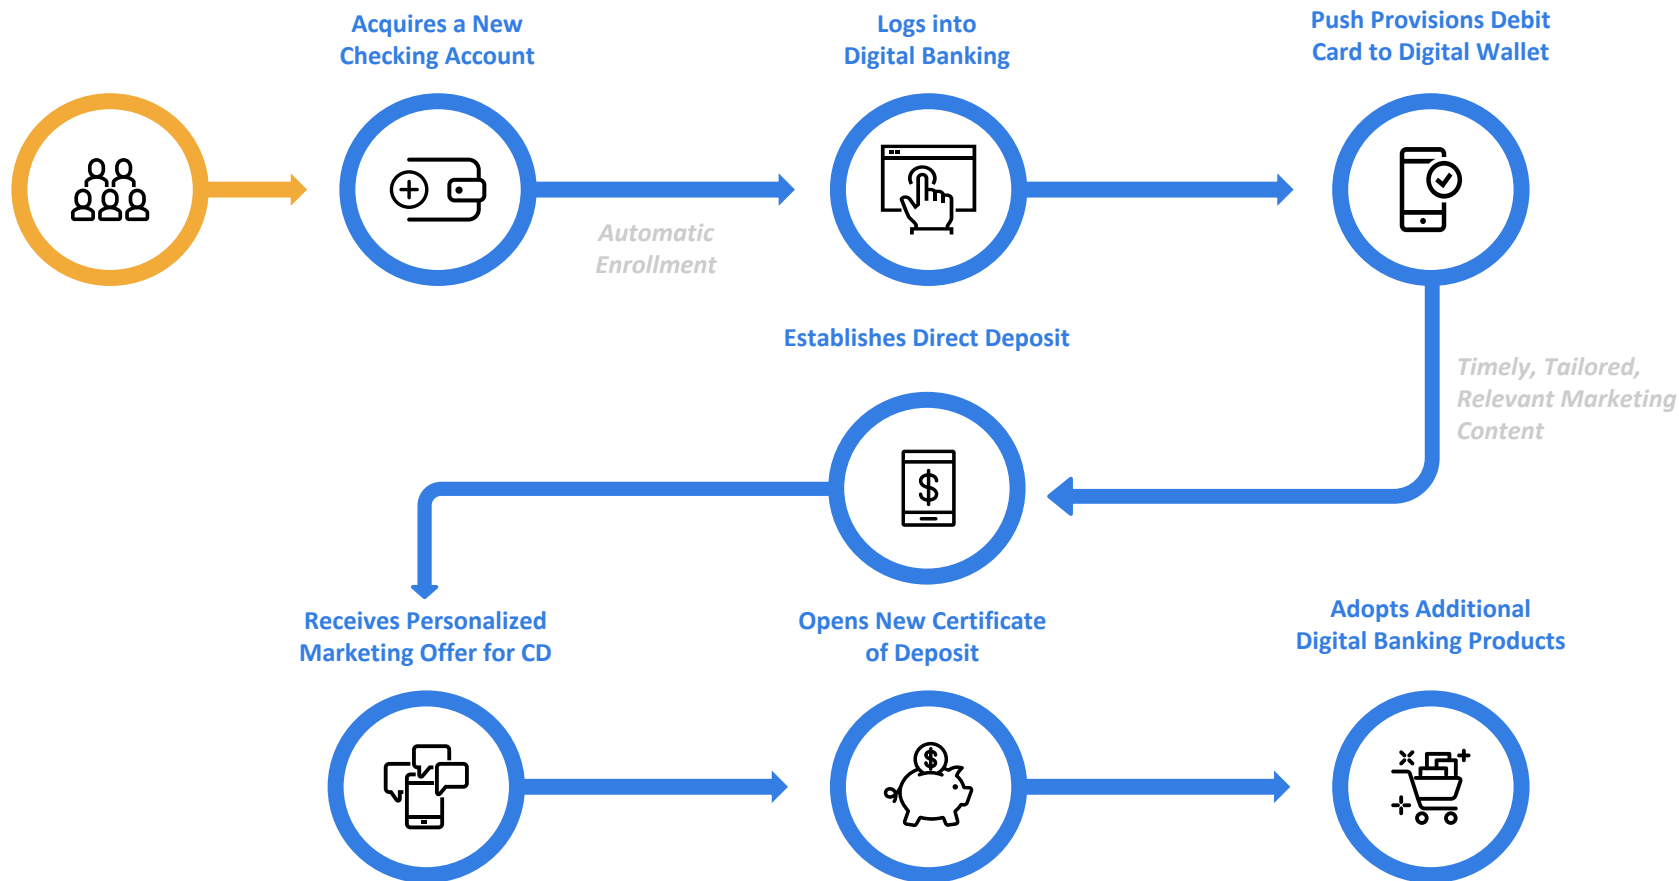 Acquires a New
Checking Account
Logs into
Digital Banking
Push Provisions Debit
Card to Digital Wallet
Automatic
Enrollment
Establishes Direct Deposit
Timely, Tailored,
Relevant Marketing
Content
$
Receives Personalized
Marketing Offer for CD
Opens New Certificate
of Deposit
Adopts Additional
Digital Banking Products
$